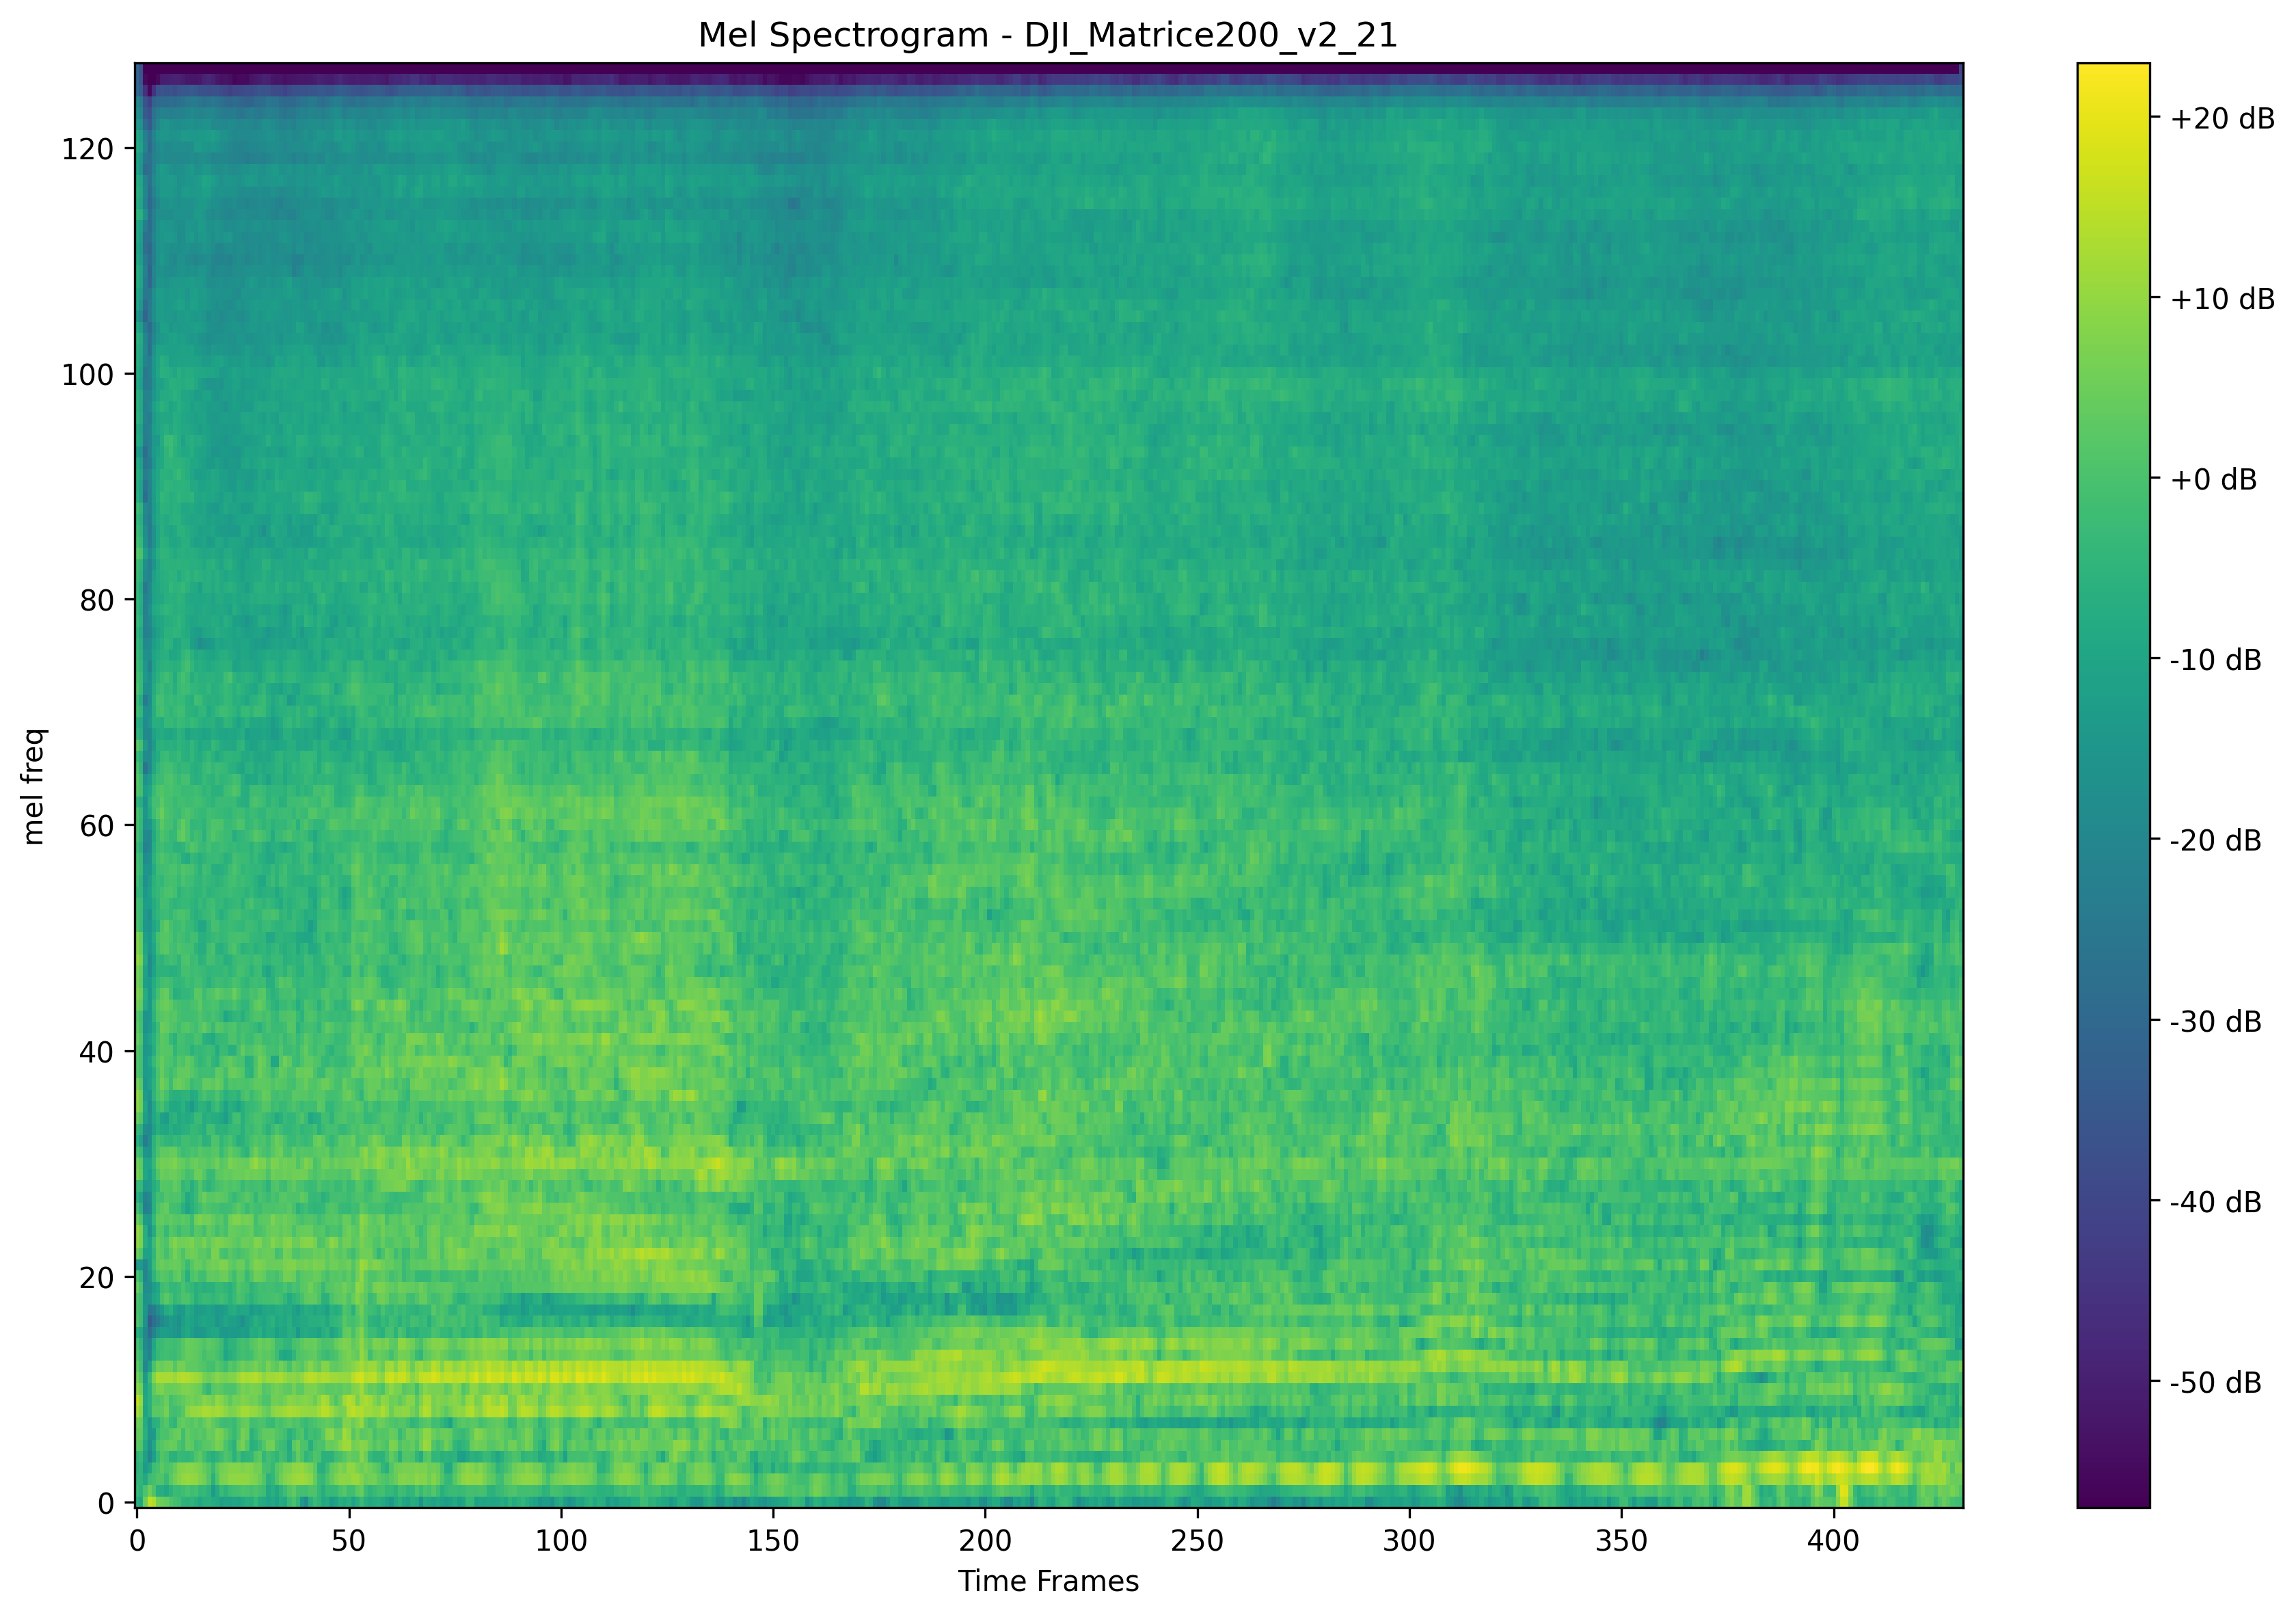 Mel Spectrogram - DJI_Matrice200_v2_21
mel freq
120
100
80
60
40
20
0
0 50 100 150 200 250 300 350 400
Time Frames
+20 dB
+10 dB
+0 dB
-10 dB
-20 dB
-30 dB
-40 dB
-50 dB